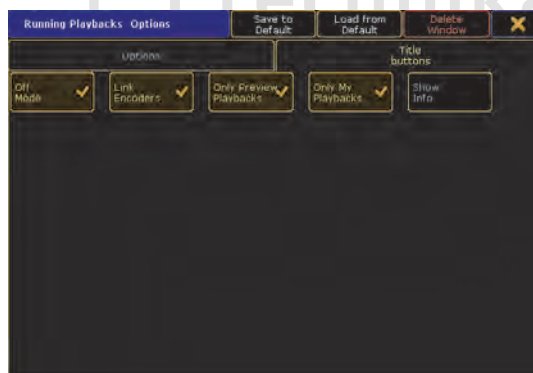 Running Playbacks Options
Save to
Default
Load from
Default
Delete
Window
Options
Title
buttons
Off
Mode
Link
Encoders
Only Preview
Playbacks
Only My
Playbacks
Show
Info